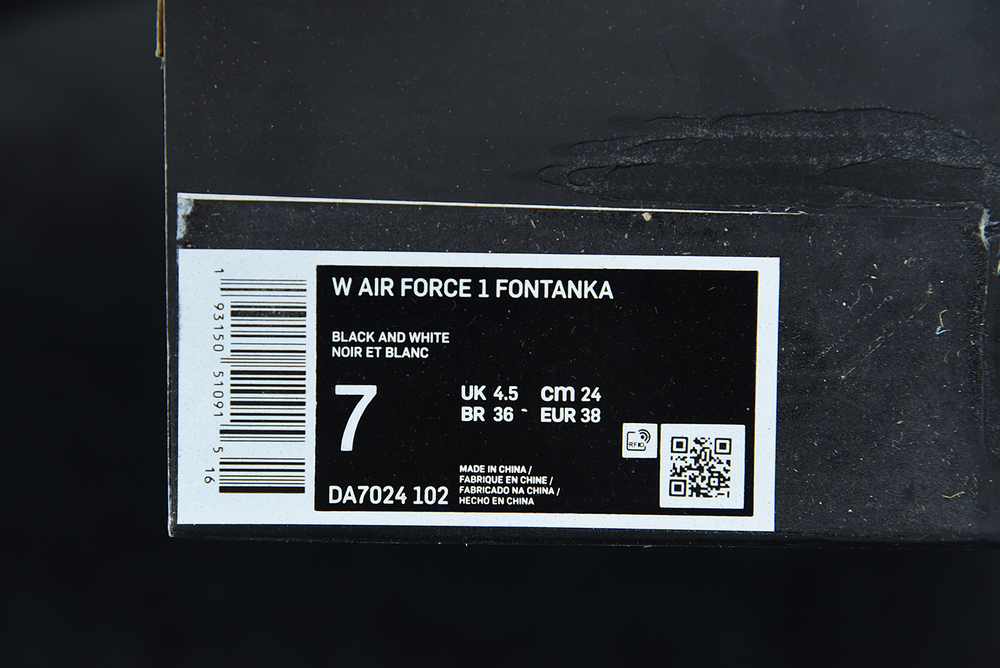 W AIR FORCE 1 FONTANKA
BLACK AND WHITE
NOIR ET BLANC
7
UK 4.5 cm 24
BR 36 - EUR 38
RFID
DA7024 102
MADE IN CHINA /
FABRIQUE EN CHINE /
FABRICADO NA CHINA /
HECHO EN CHINA
1 93150 51091 5 16